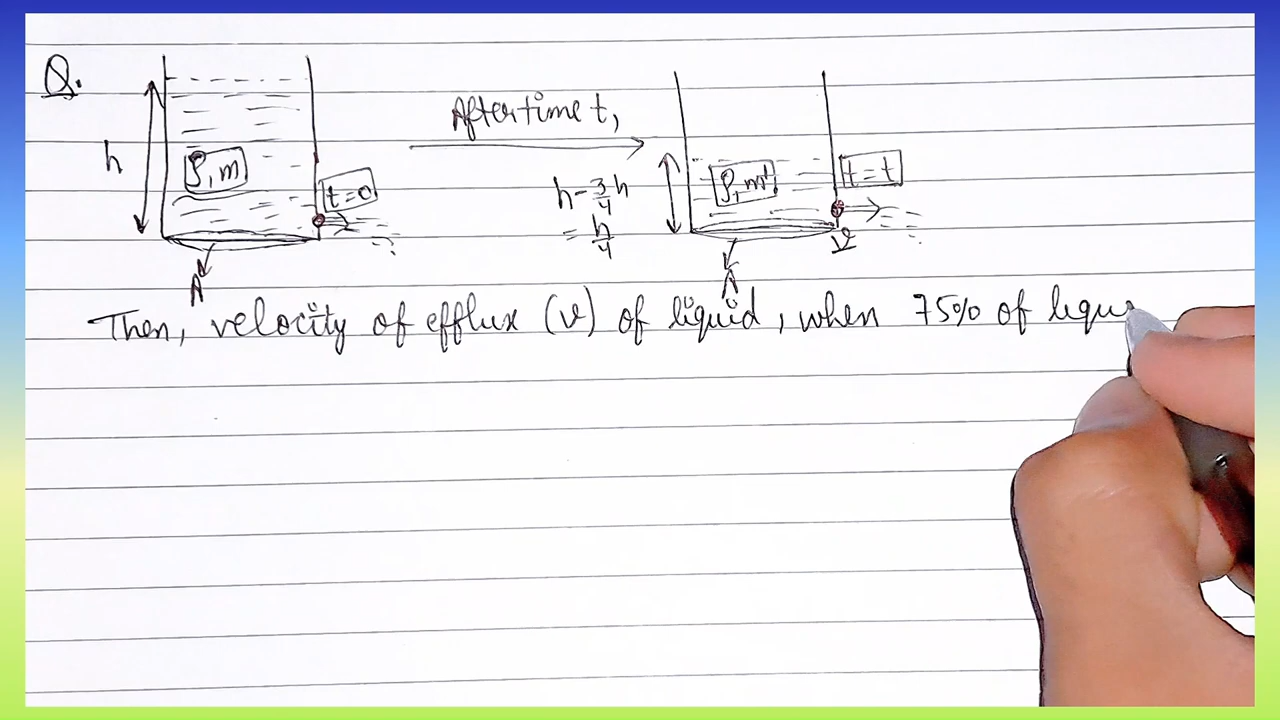 Q.
After time t,
h
ρ, m
t=0
A
h - 3/4 h
= h/4
ρ, m'
t=t
v
A
Then, velocity of efflux (v) of liquid, when 75% of liqu